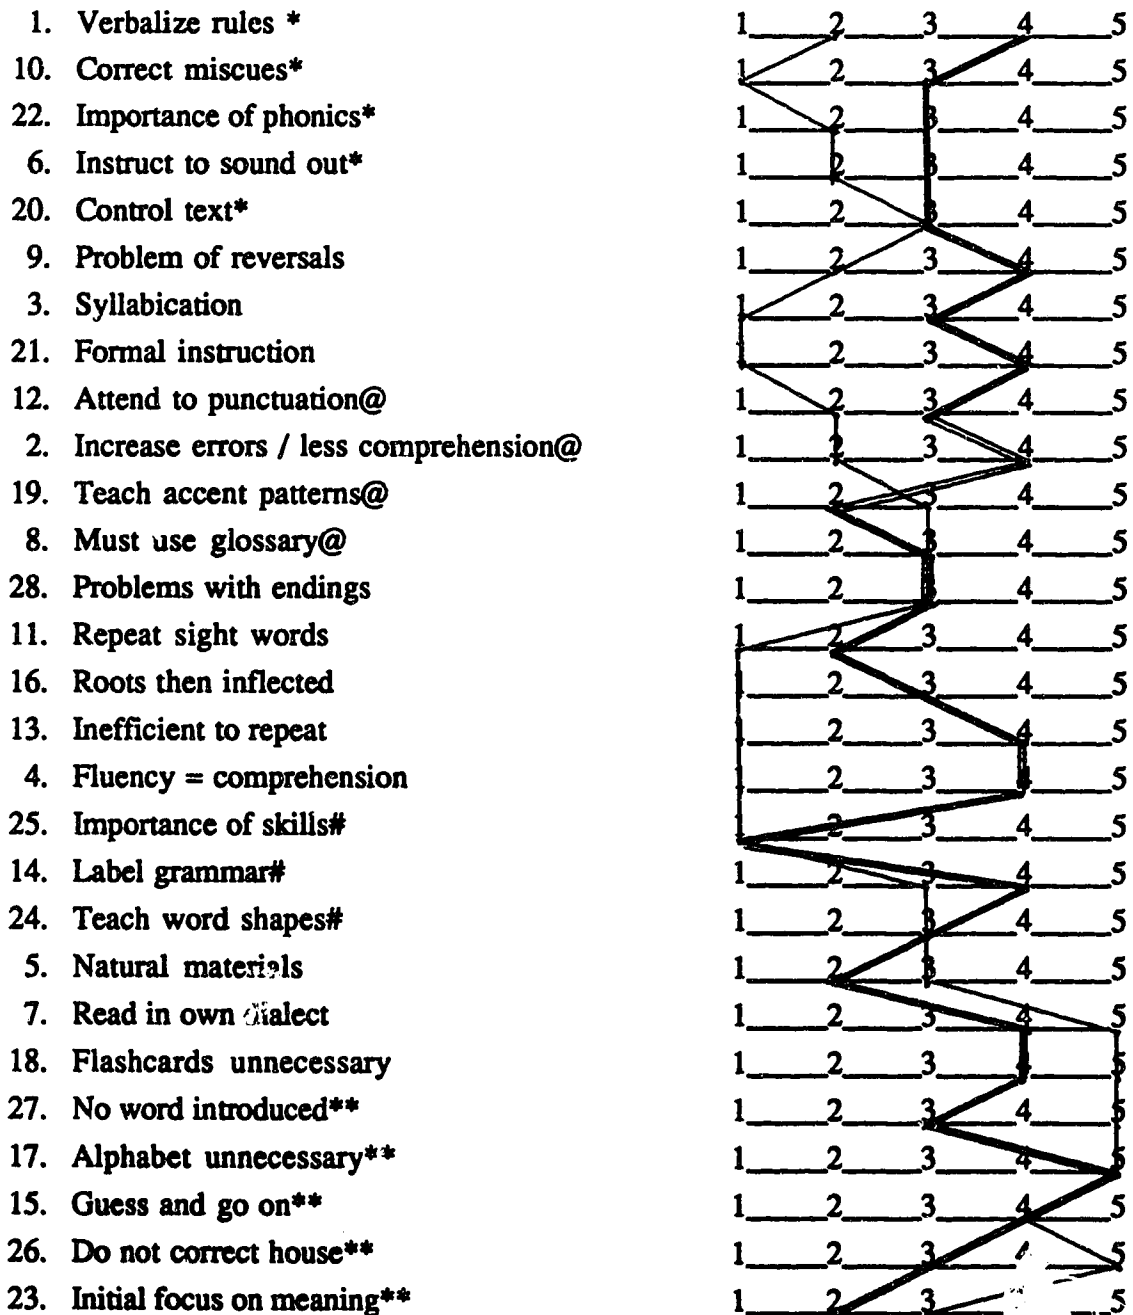 1. Verbalize rules * 1 2 3 4 5
10. Correct miscues* 1 2 3 4 5
22. Importance of phonics* 1 2 3 4 5
6. Instruct to sound out* 1 2 3 4 5
20. Control text* 1 2 3 4 5
9. Problem of reversals 1 2 3 4 5
3. Syllabication 1 2 3 4 5
21. Formal instruction 1 2 3 4 5
12. Attend to punctuation@ 1 2 3 4 5
2. Increase errors / less comprehension@ 1 2 3 4 5
19. Teach accent patterns@ 1 2 3 4 5
8. Must use glossary@ 1 2 3 4 5
28. Problems with endings 1 2 3 4 5
11. Repeat sight words 1 2 3 4 5
16. Roots then inflected 1 2 3 4 5
13. Inefficient to repeat 1 2 3 4 5
4. Fluency = comprehension 1 2 3 4 5
25. Importance of skills# 1 2 3 4 5
14. Label grammar# 1 2 3 4 5
24. Teach word shapes# 1 2 3 4 5
5. Natural materials 1 2 3 4 5
7. Read in own dialect 1 2 3 4 5
18. Flashcards unnecessary 1 2 3 4 5
27. No word introduced** 1 2 3 4 5
17. Alphabet unnecessary** 1 2 3 4 5
15. Guess and go on** 1 2 3 4 5
26. Do not correct house** 1 2 3 4 5
23. Initial focus on meaning** 1 2 3 5